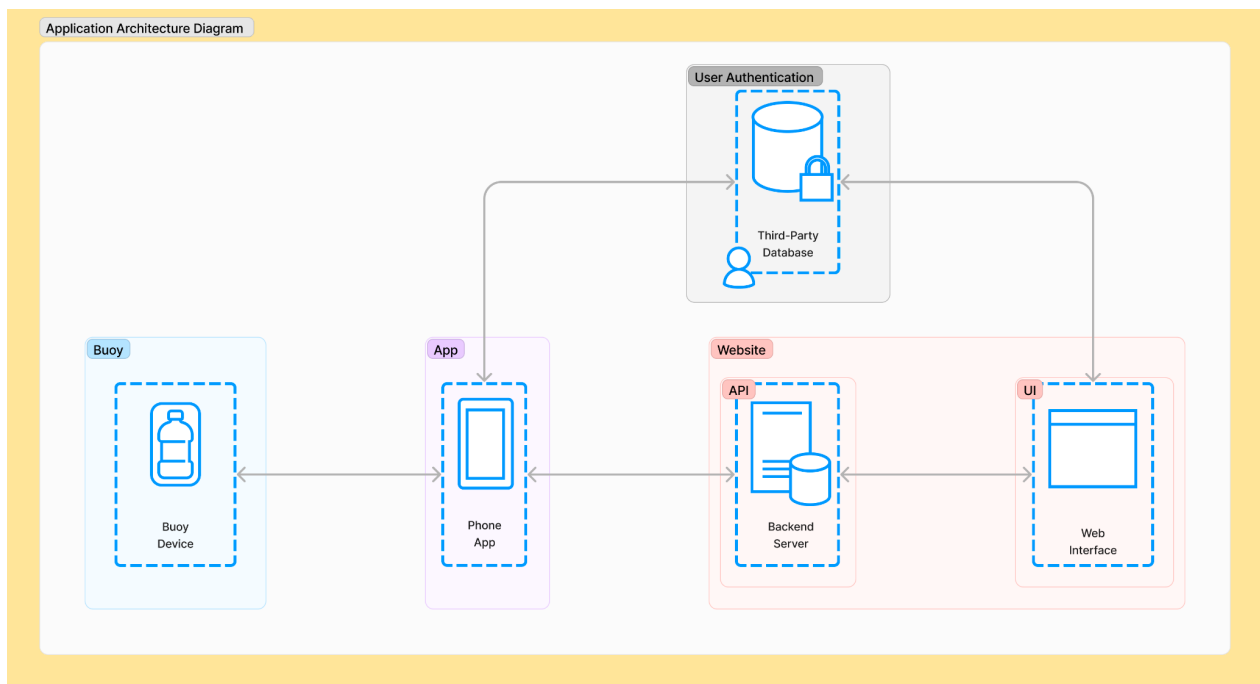 Application Architecture Diagram
User Authentication
Third-Party
Database
Buoy
App
Website
API
UI
Buoy
Device
Phone
App
Backend
Server
Web
Interface